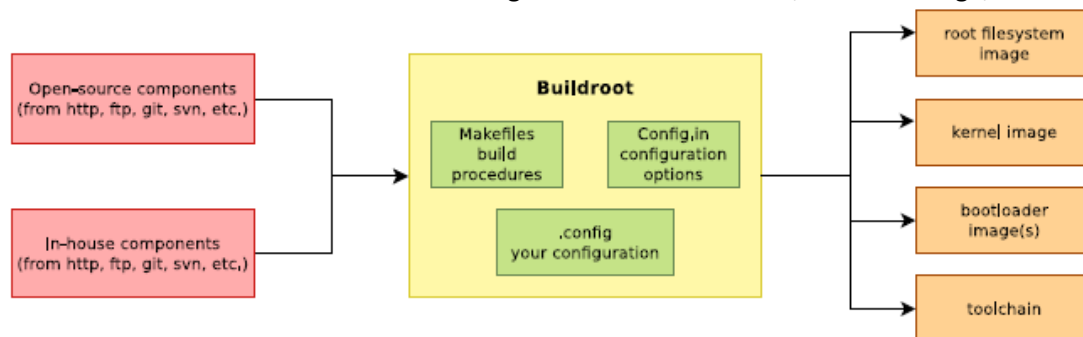 Open-source components
(from http, ftp, git, svn, etc.)
In-house components
(from http, ftp, git, svn, etc.)
Buildroot
Makefiles
build
procedures
Config.in
configuration
options
.config
your configuration
root filesystem
image
kernel image
bootloader
image(s)
toolchain